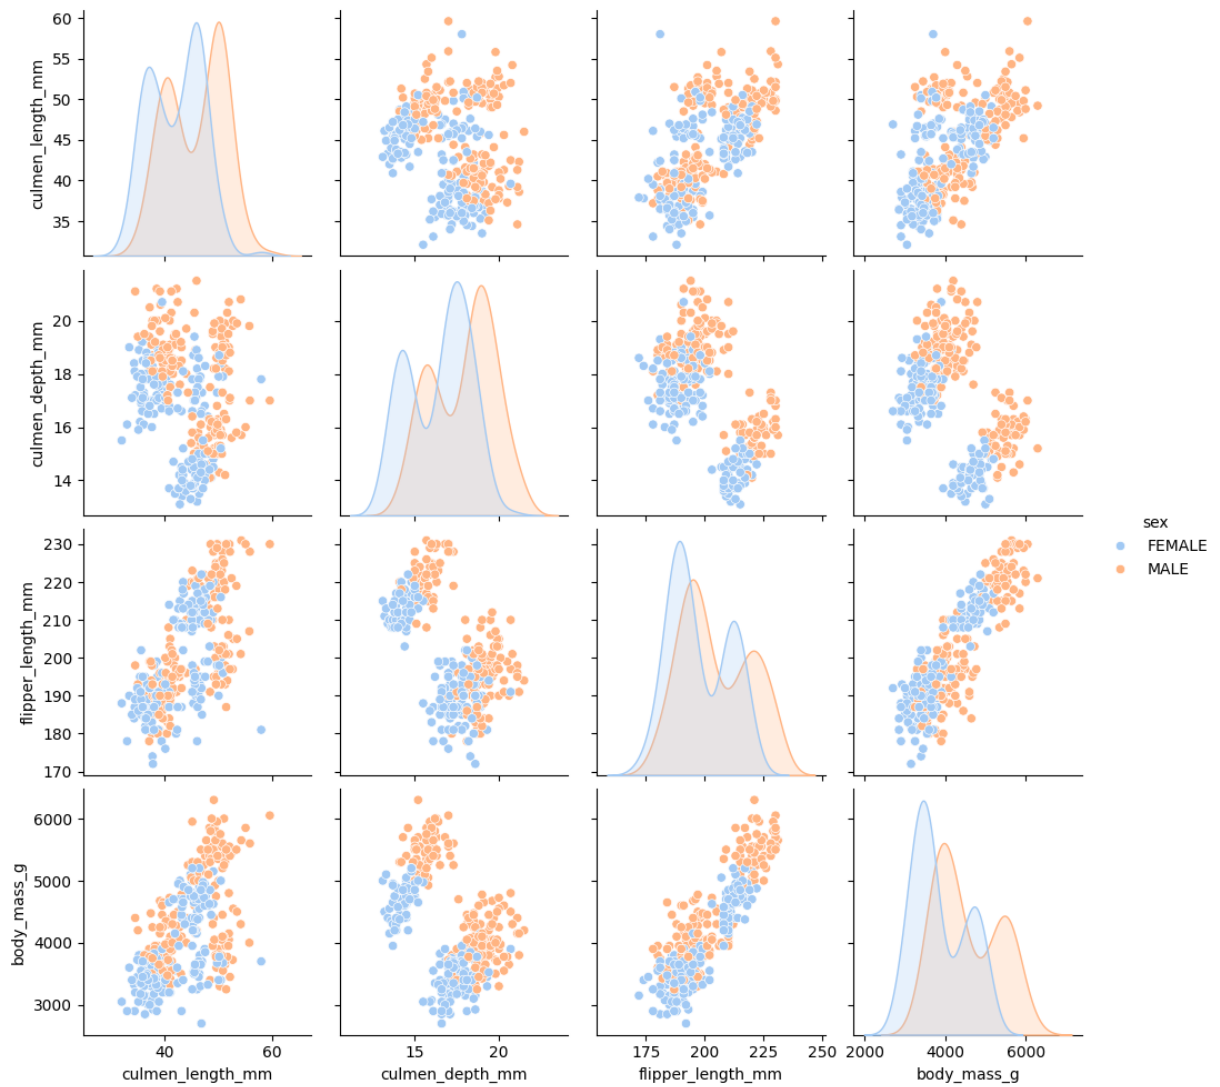 60
55
50
45
40
35
culmen_length_mm
20
18
16
14
culmen_depth_mm
230
220
210
200
190
180
170
flipper_length_mm
6000
5000
4000
3000
body_mass_g
sex
FEMALE
MALE
40 60
culmen_length_mm
15 20
culmen_depth_mm
175 200 225 250
flipper_length_mm
2000 4000 6000
body_mass_g